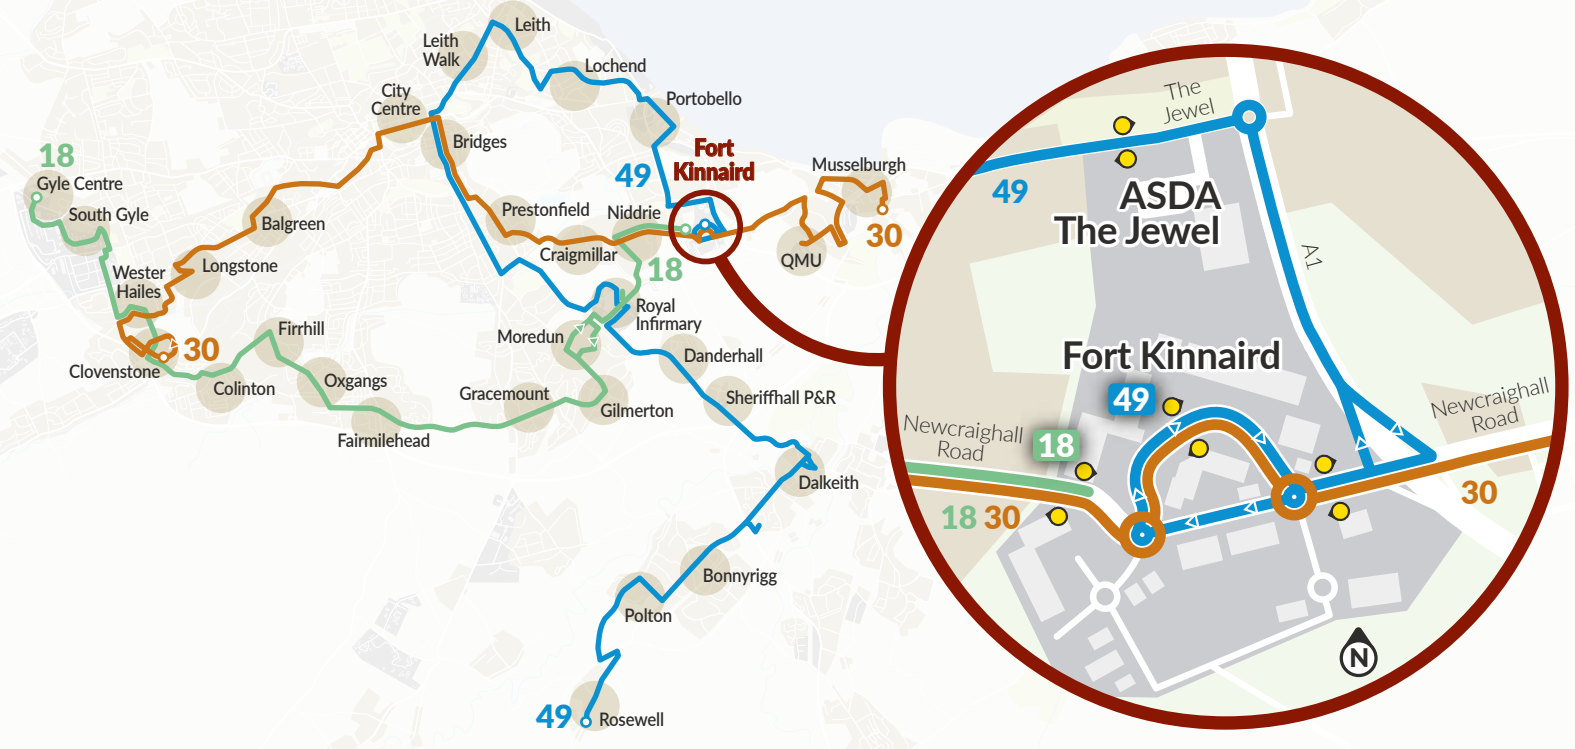 Leith
Leith
Walk
Lochend
City
Centre
Portobello
Bridges
Fort
Kinnaird
18
Gyle Centre
49
Musselburgh
South Gyle
Prestonfield
Niddrie
Balgreen
30
Craigmillar
QMU
Wester
Hailes
Longstone
18
Royal
Infirmary
Firrhill
Moredun
30
Danderhall
Clovenstone
Colinton
Oxgangs
Gracemount
Sheriffhall P&R
Gilmerton
Fairmilehead
Dalkeith
Bonnyrigg
Polton
49
Rosewell
The
Jewel
49
ASDA
The Jewel
A1
Fort Kinnaird
49
Newcraighall
Road
18
Newcraighall
Road
18 30
30
N